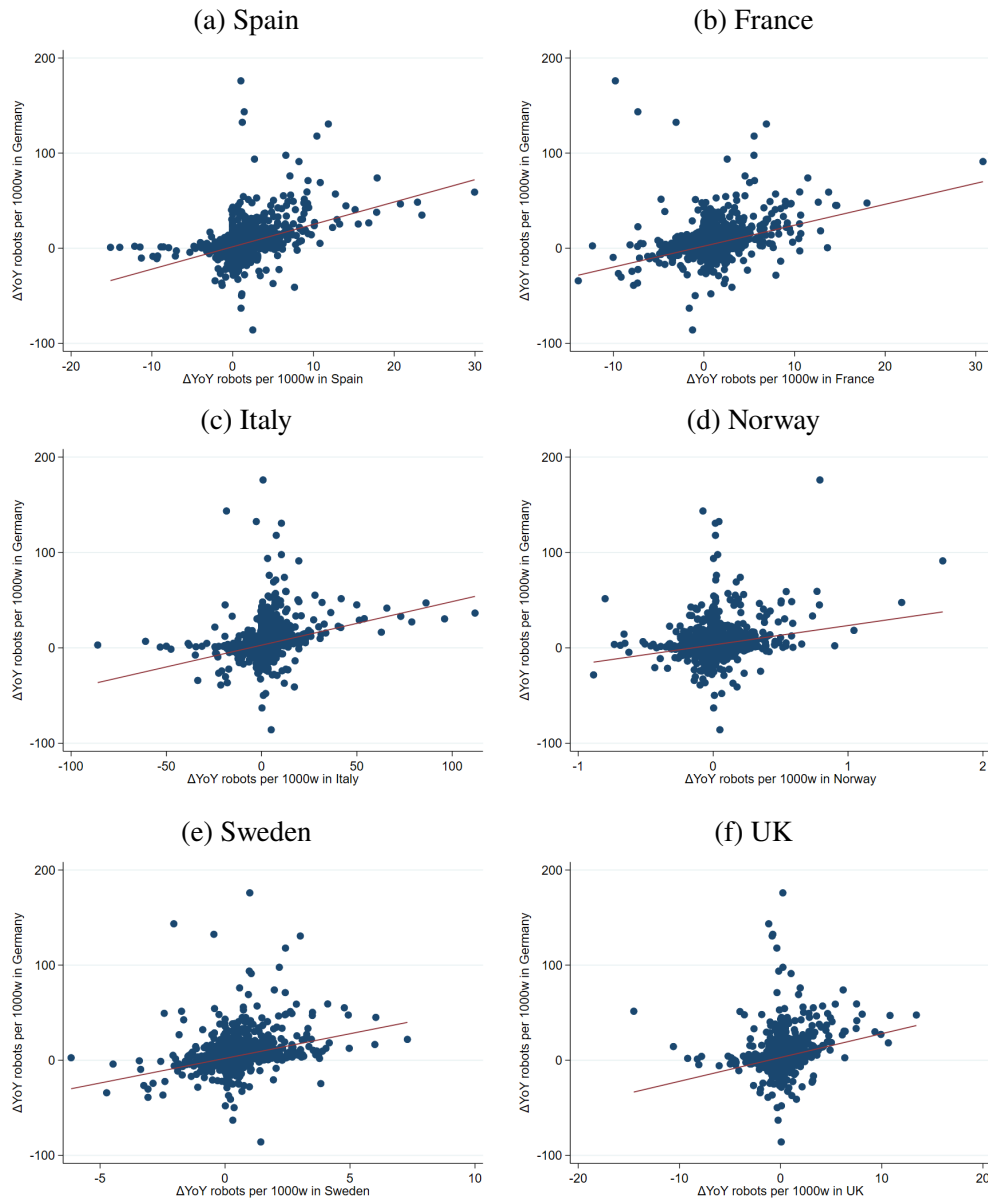 (a) Spain
ΔYoY robots per 1000w in Germany
200
100
0
-100
-20
-10
0
10
20
30
ΔYoY robots per 1000w in Spain
(b) France
ΔYoY robots per 1000w in Germany
200
100
0
-100
-10
0
10
20
30
ΔYoY robots per 1000w in France
(c) Italy
ΔYoY robots per 1000w in Germany
200
100
0
-100
-100
-50
0
50
100
ΔYoY robots per 1000w in Italy
(d) Norway
ΔYoY robots per 1000w in Germany
200
100
0
-100
-1
0
1
2
ΔYoY robots per 1000w in Norway
(e) Sweden
ΔYoY robots per 1000w in Germany
200
100
0
-100
-5
0
5
10
ΔYoY robots per 1000w in Sweden
(f) UK
ΔYoY robots per 1000w in Germany
200
100
0
-100
-20
-10
0
10
20
ΔYoY robots per 1000w in UK